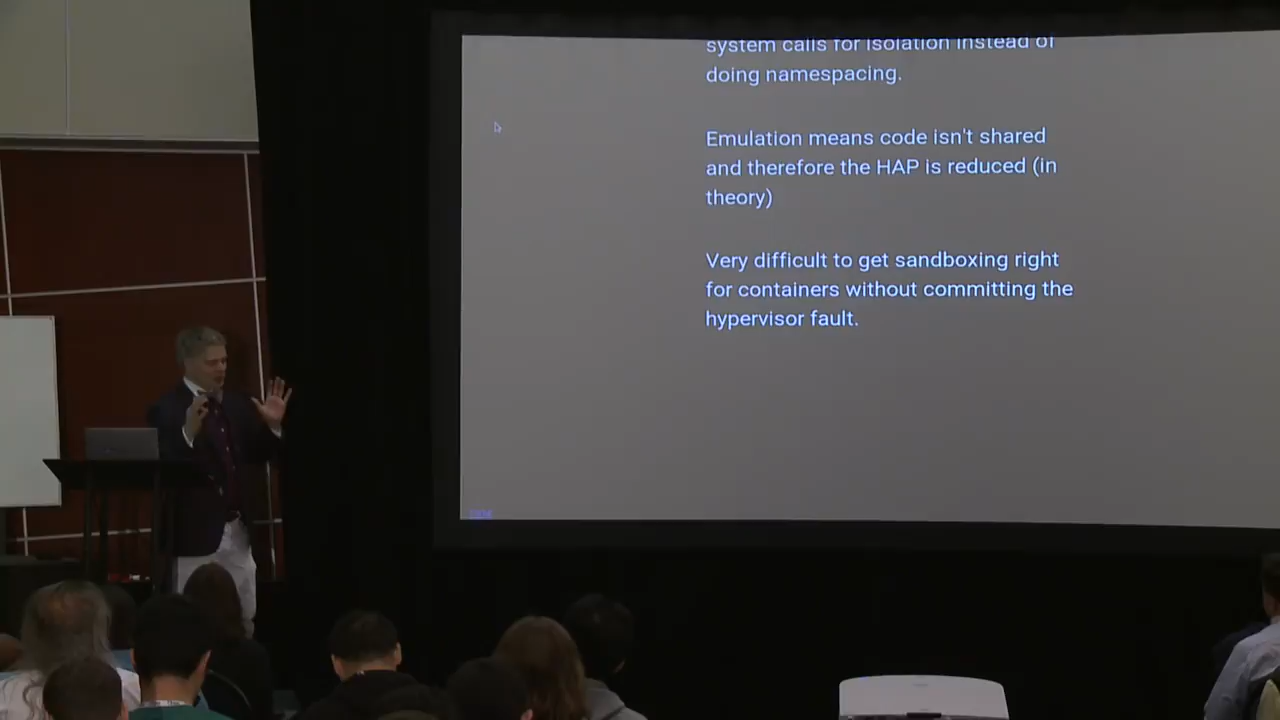 system calls for isolation instead of
doing namespacing.
Emulation means code isn't shared
and therefore the HAP is reduced (in
theory)
Very difficult to get sandboxing right
for containers without committing the
hypervisor fault.